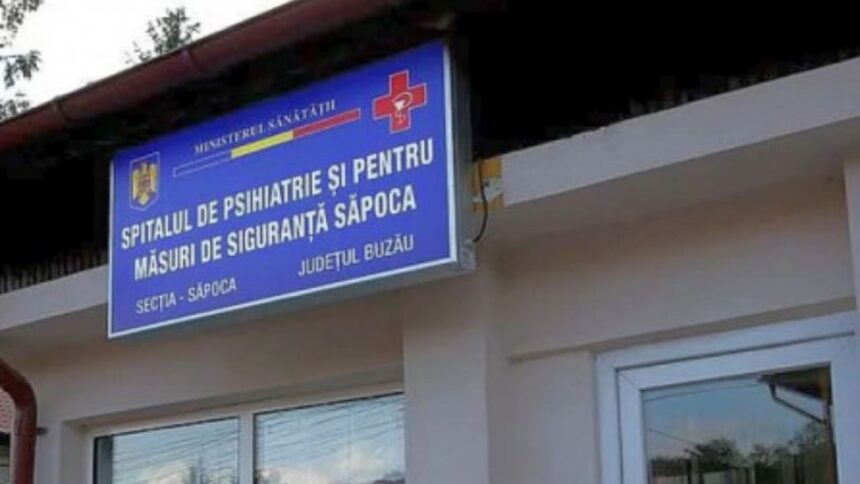 MINISTERUL SĂNĂTĂȚII
SPITALUL DE PSIHIATRIE ȘI PENTRU
MĂSURI DE SIGURANȚĂ SĂPOCA
SECȚIA - SĂPOCA JUDEȚUL BUZĂU